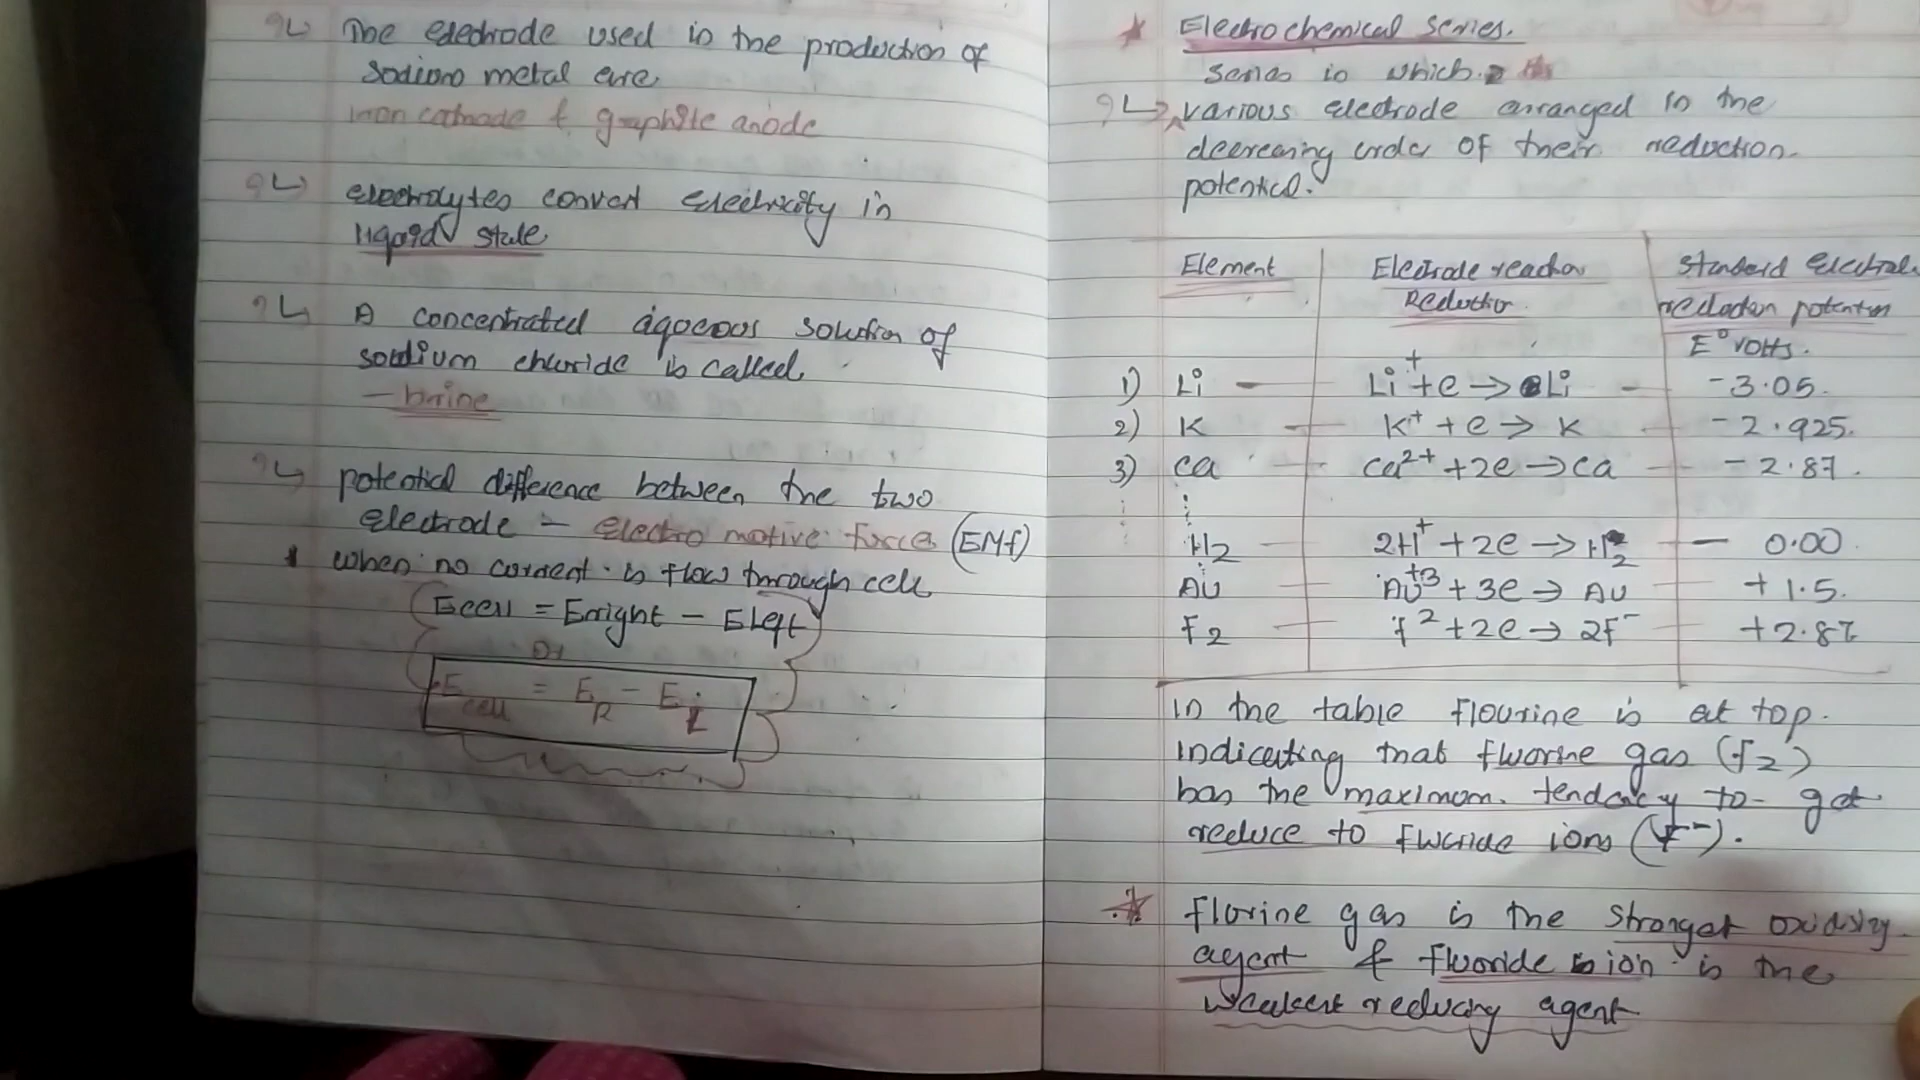 The electrode used in the production of
sodium metal are
iron cathode & graphite anode
electrolytes convert electricity in
liquid state
A concentrated aqoeous solution of
sodium chloride is called
- brine
potential difference between the two
electrode - electro motive force (EMf)
when no current is flow through cell
Ecell = Eright - ELeft
Or
Ecell = ER - EL
* Electrochemical Series.
series in which
various electrode arranged in the
decreasing order of their reduction
potential.
Element Electrode reaction Standard Electrode
Reduction reduction potential
E° volts.
1) Li - Li+ + e → Li - -3.05.
2) K - K+ + e → K - -2.925.
3) Ca - Ca2+ + 2e → Ca - -2.87.
H2 - 2H+ + 2e → H2 - 0.00
Au - Au+3 + 3e → Au +1.5.
F2 - f2 + 2e → 2F- +2.87
in the table flourine is at top.
indicating that fluorine gas (f2)
has the maximum tendency to get
reduce to fluoride ions (f-).
* florine gas is the strongest oxidising
agent & fluoride ion is the
weakest reducing agent